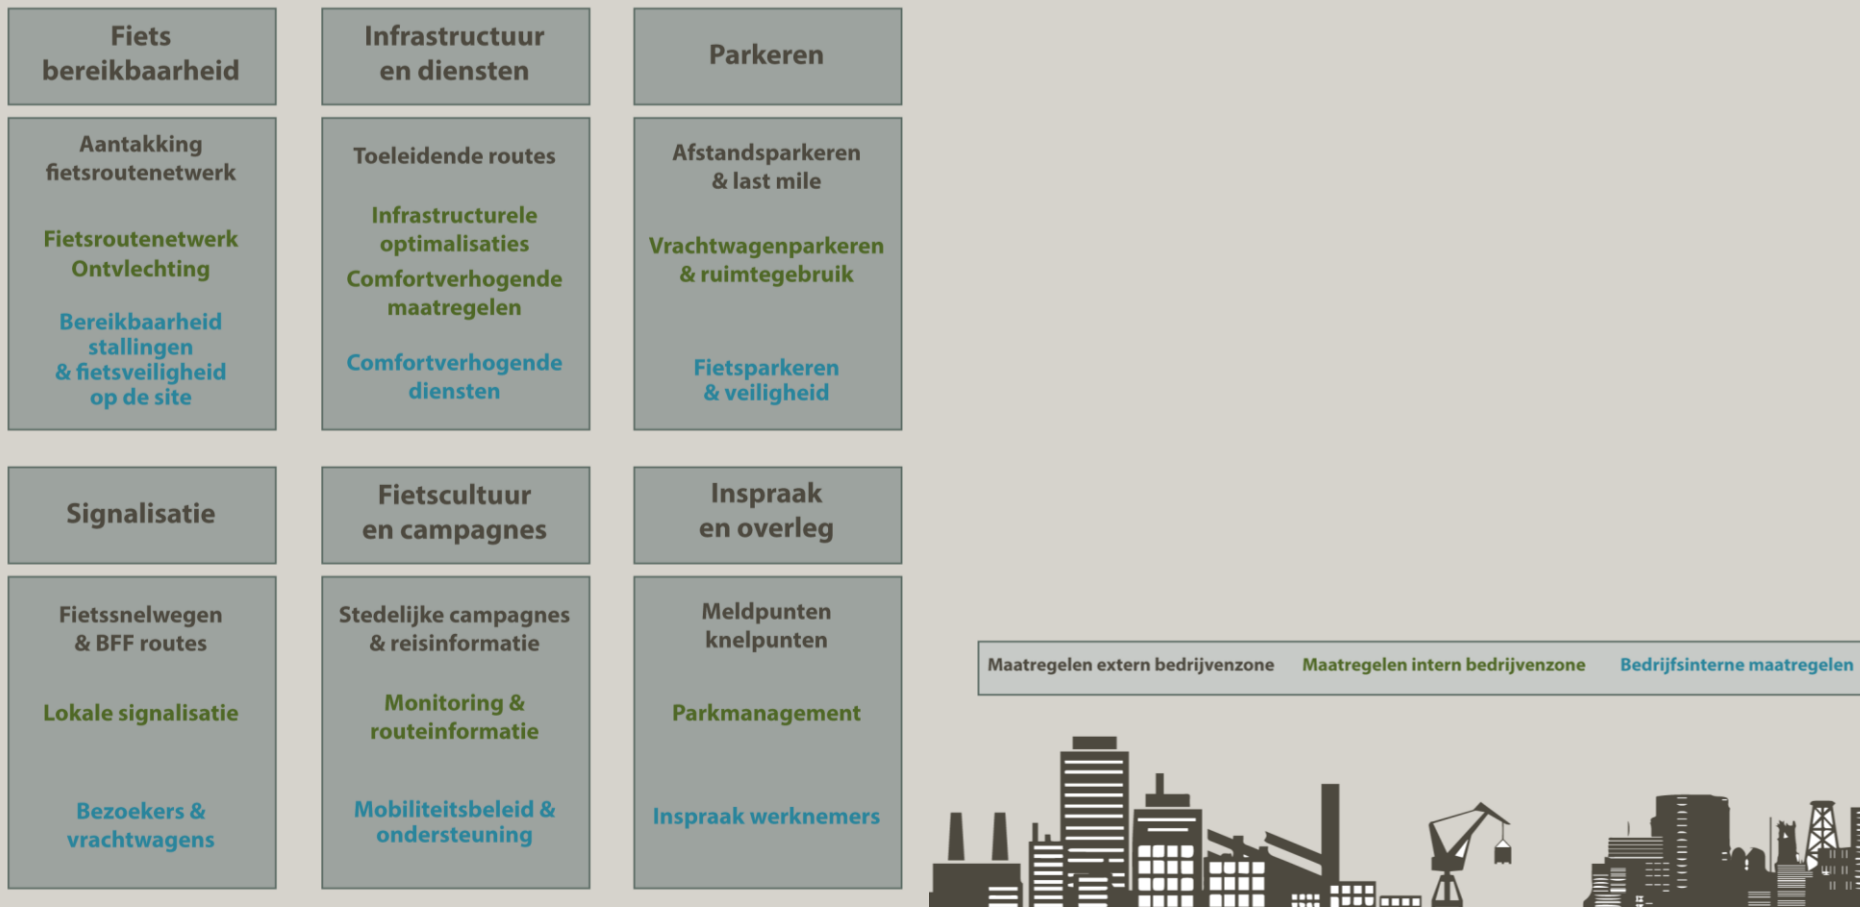 Fiets
bereikbaarheid
Aantakking
fietsroutenetwerk
Fietsroutenetwerk
Ontvlechting
Bereikbaarheid
stallingen
& fietsveiligheid
op de site
Infrastructuur
en diensten
Toeleidende routes
Infrastructurele
optimalisaties
Comfortverhogende
maatregelen
Comfortverhogende
diensten
Parkeren
Afstandsparkeren
& last mile
Vrachtwagenparkeren
& ruimtegebruik
Fietsparkeren
& veiligheid
Signalisatie
Fietssnelwegen
& BFF routes
Lokale signalisatie
Bezoekers &
vrachtwagens
Fietscultuur
en campagnes
Stedelijke campagnes
& reisinformatie
Monitoring &
routeinformatie
Mobiliteitsbeleid &
ondersteuning
Inspraak
en overleg
Meldpunten
knelpunten
Parkmanagement
Inspraak werknemers
Maatregelen extern bedrijvenzone
Maatregelen intern bedrijvenzone
Bedrijfsinterne maatregelen